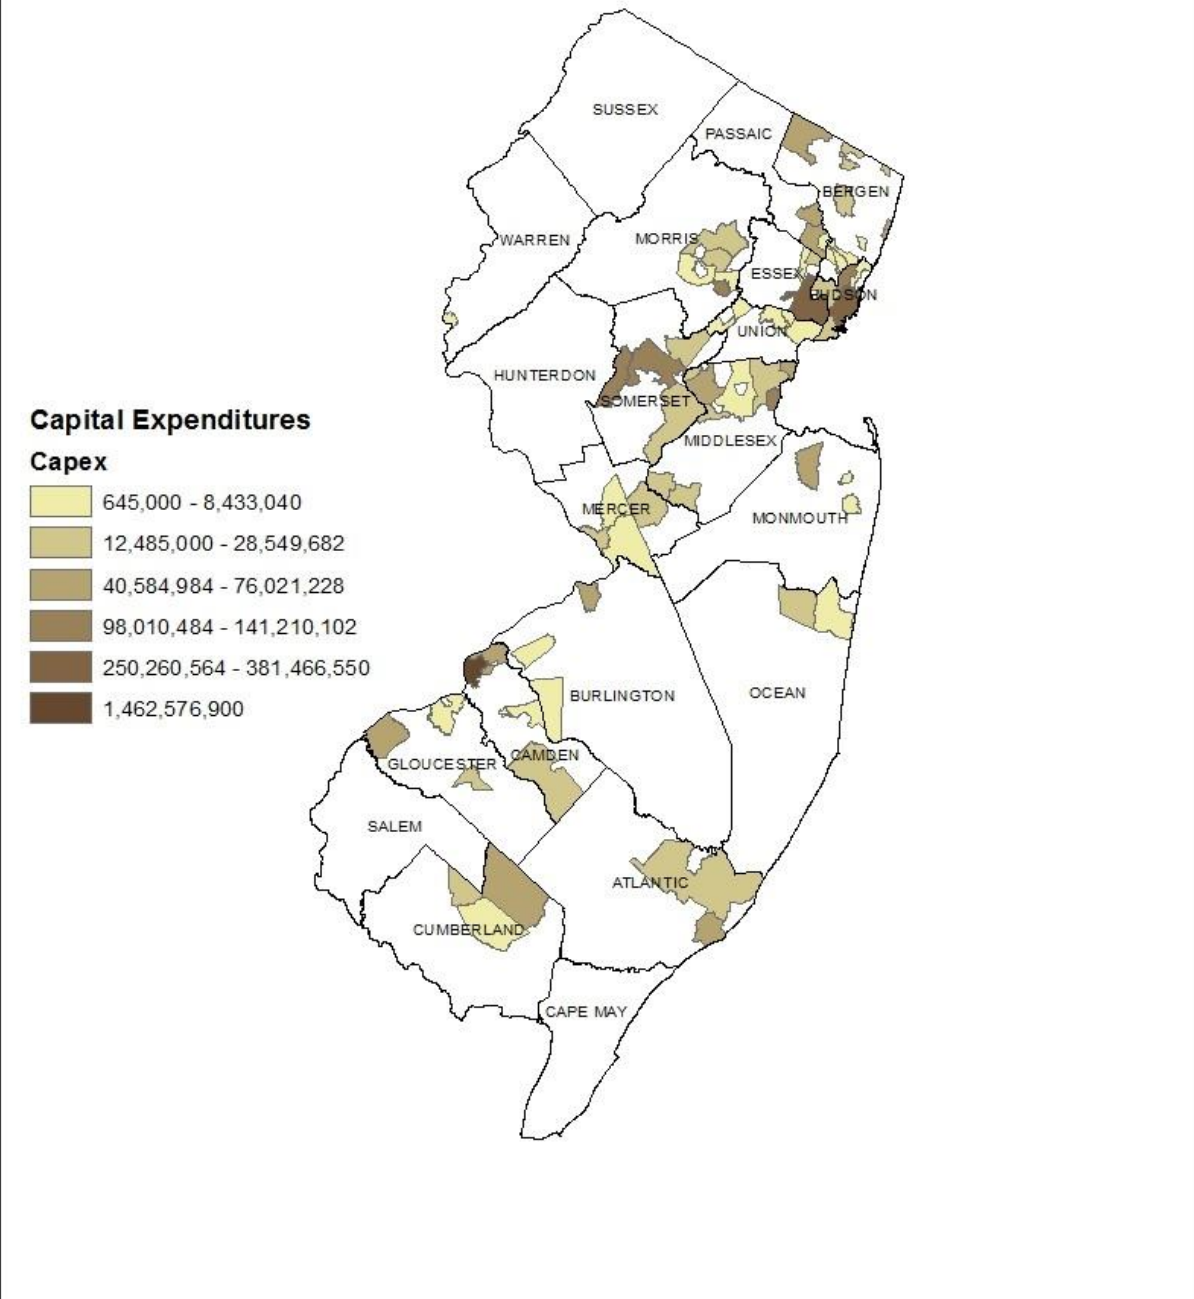 SUSSEX
PASSAIC
BERGEN
WARREN
MORRIS
ESSEX
HUDSON
UNION
HUNTERDON
SOMERSET
MIDDLESEX
Capital Expenditures
Capex
645,000 - 8,433,040
12,485,000 - 28,549,682
40,584,984 - 76,021,228
98,010,484 - 141,210,102
250,260,564 - 381,466,550
1,462,576,900
MERCER
MONMOUTH
BURLINGTON
OCEAN
CAMDEN
GLOUCESTER
SALEM
ATLANTIC
CUMBERLAND
CAPE MAY